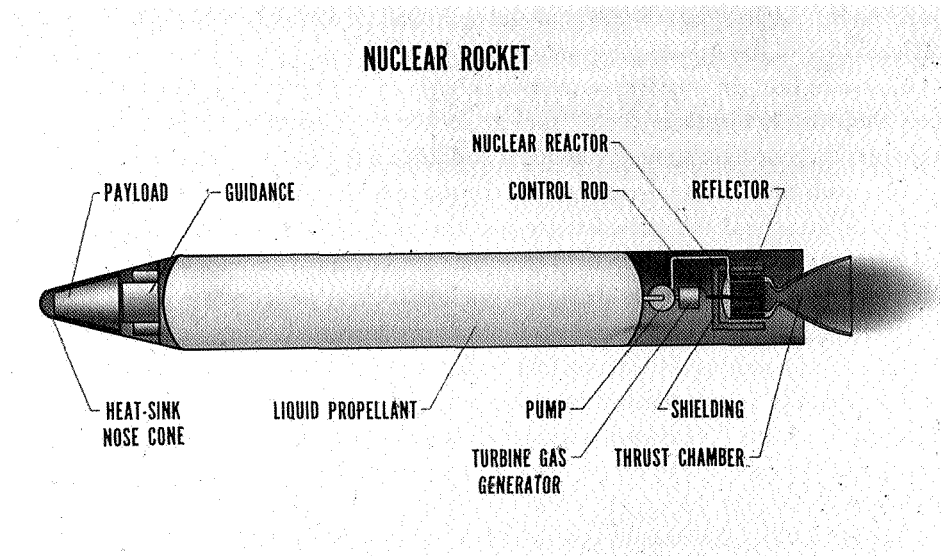 NUCLEAR ROCKET
NUCLEAR REACTOR
CONTROL ROD
REFLECTOR
PAYLOAD
GUIDANCE
HEAT-SINK
NOSE CONE
LIQUID PROPELLANT
PUMP
SHIELDING
TURBINE GAS
GENERATOR
THRUST CHAMBER